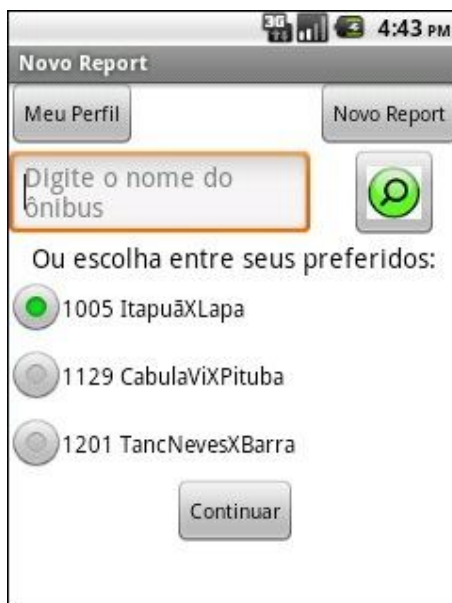 3G
4:43 PM
Novo Report
Meu Perfil
Novo Report
Digite o nome do
ônibus
Ou escolha entre seus preferidos:
1005 ItapuãXLapa
1129 CabulaViXPituba
1201 TancNevesXBarra
Continuar